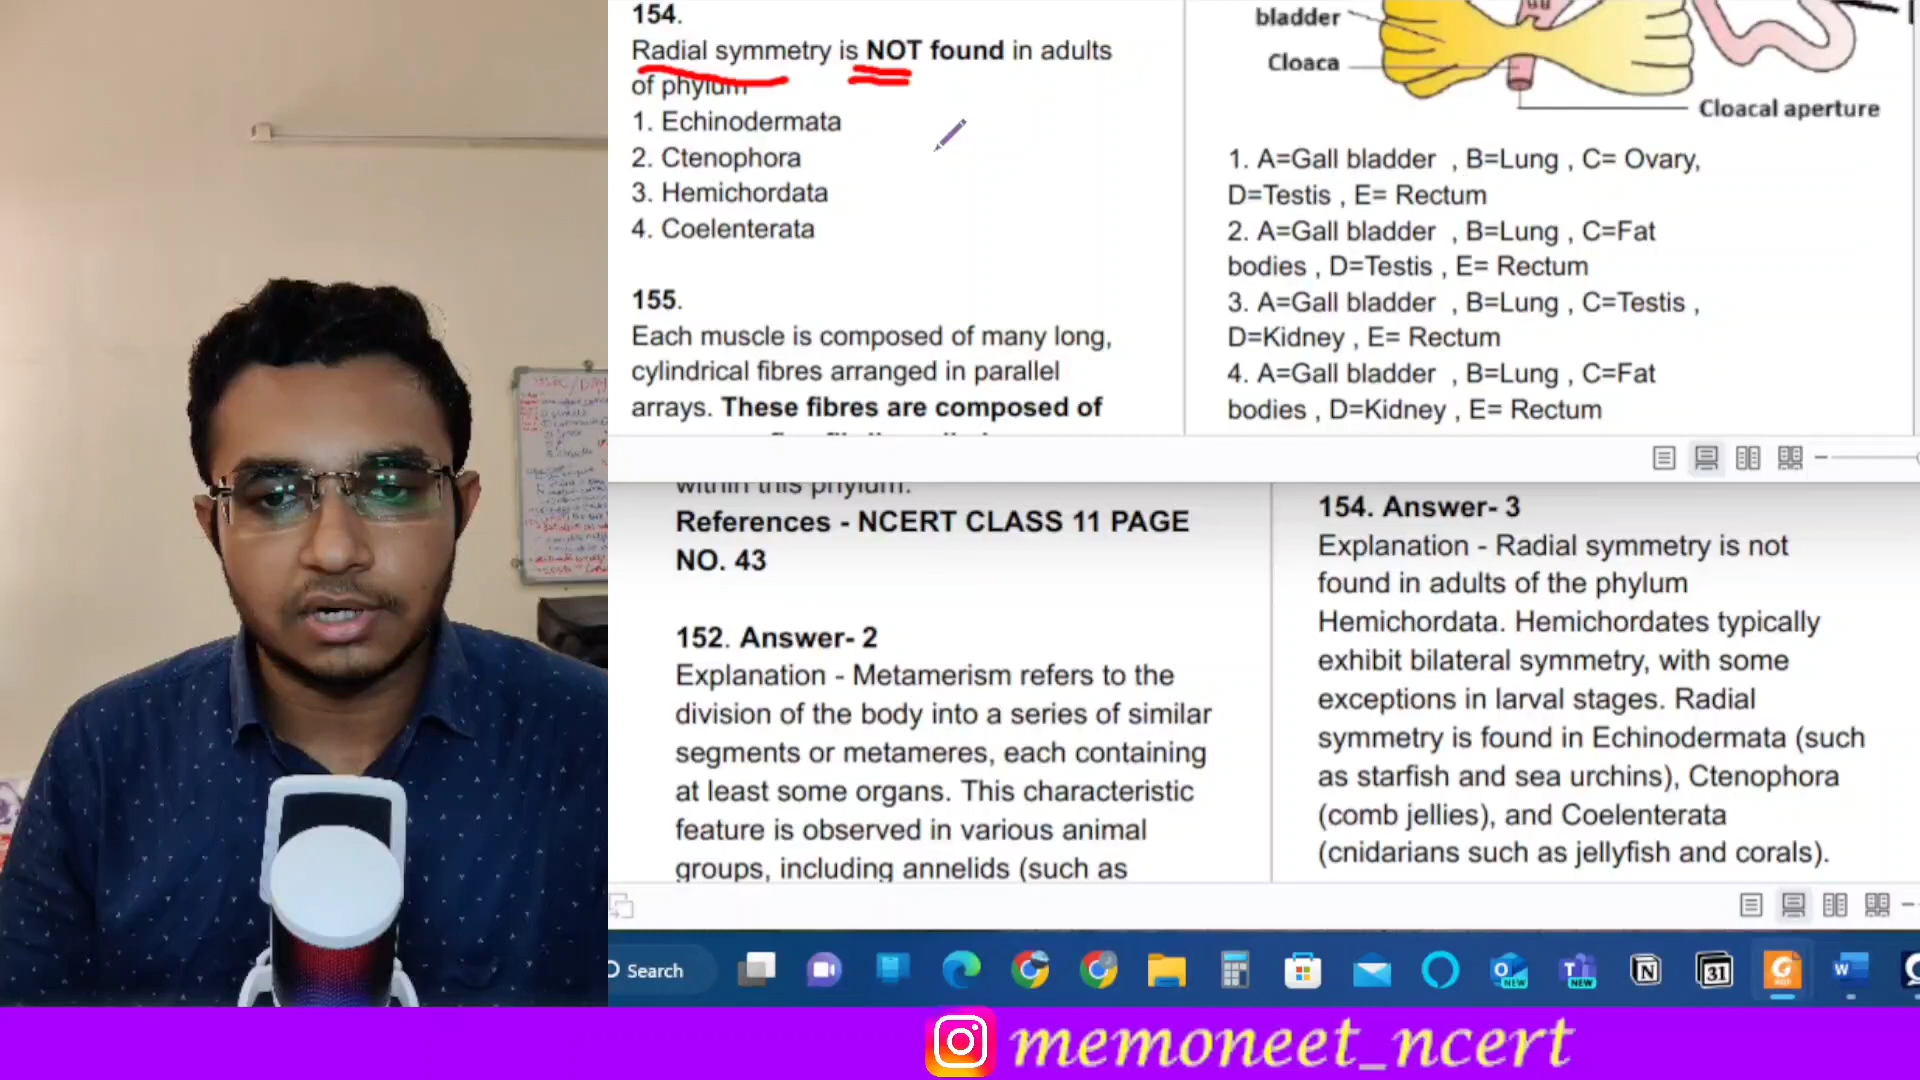 154.
Radial symmetry is NOT found in adults
of phylum
1. Echinodermata
2. Ctenophora
3. Hemichordata
4. Coelenterata
155.
Each muscle is composed of many long,
cylindrical fibres arranged in parallel
arrays. These fibres are composed of
bladder
Cloaca
Cloacal aperture
1. A=Gall bladder , B=Lung , C= Ovary,
D=Testis , E= Rectum
2. A=Gall bladder , B=Lung , C=Fat
bodies , D=Testis , E= Rectum
3. A=Gall bladder , B=Lung , C=Testis ,
D=Kidney , E= Rectum
4. A=Gall bladder , B=Lung , C=Fat
bodies , D=Kidney , E= Rectum
within this phylum.
References - NCERT CLASS 11 PAGE
NO. 43
152. Answer- 2
Explanation - Metamerism refers to the
division of the body into a series of similar
segments or metameres, each containing
at least some organs. This characteristic
feature is observed in various animal
groups, including annelids (such as
154. Answer- 3
Explanation - Radial symmetry is not
found in adults of the phylum
Hemichordata. Hemichordates typically
exhibit bilateral symmetry, with some
exceptions in larval stages. Radial
symmetry is found in Echinodermata (such
as starfish and sea urchins), Ctenophora
(comb jellies), and Coelenterata
(cnidarians such as jellyfish and corals).
Search
NEW
NEW
31
memoneet_ncert